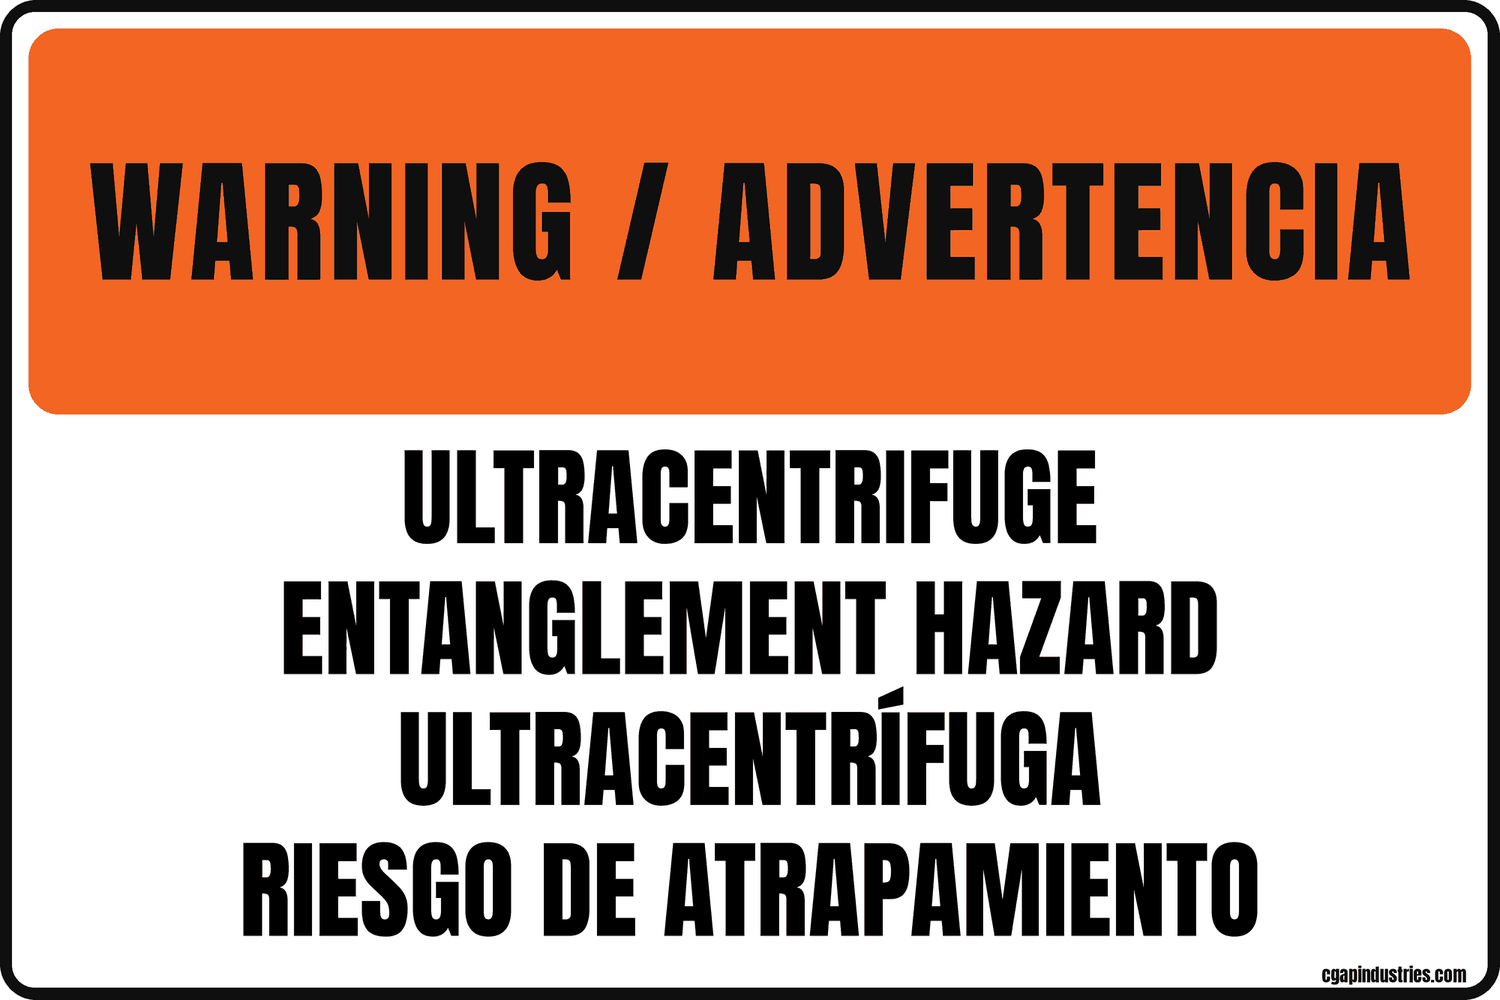 WARNING / ADVERTENCIA
ULTRACENTRIFUGE
ENTANGLEMENT HAZARD
ULTRACENTRÍFUGA
RIESGO DE ATRAPAMIENTO
cgapindustries.com